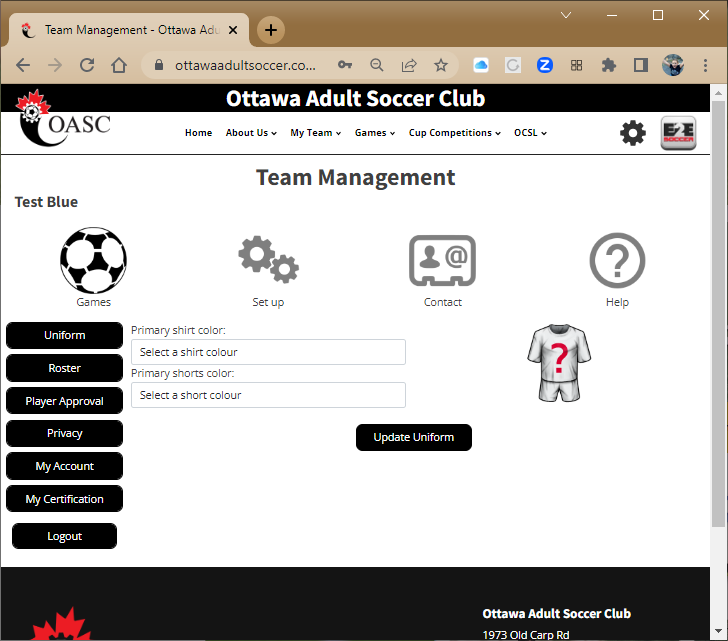 Team Management - Ottawa Adu
ottawaadultsoccer.co...
Ottawa Adult Soccer Club
OASC
Home About Us My Team Games Cup Competitions OCSL
E2E
SOCCER
Team Management
Test Blue
Games Set up Contact Help
@
?
Uniform
Roster
Player Approval
Privacy
My Account
My Certification
Logout
Primary shirt color:
Select a shirt colour
Primary shorts color:
Select a short colour
?
Update Uniform
Ottawa Adult Soccer Club
1973 Old Carp Rd